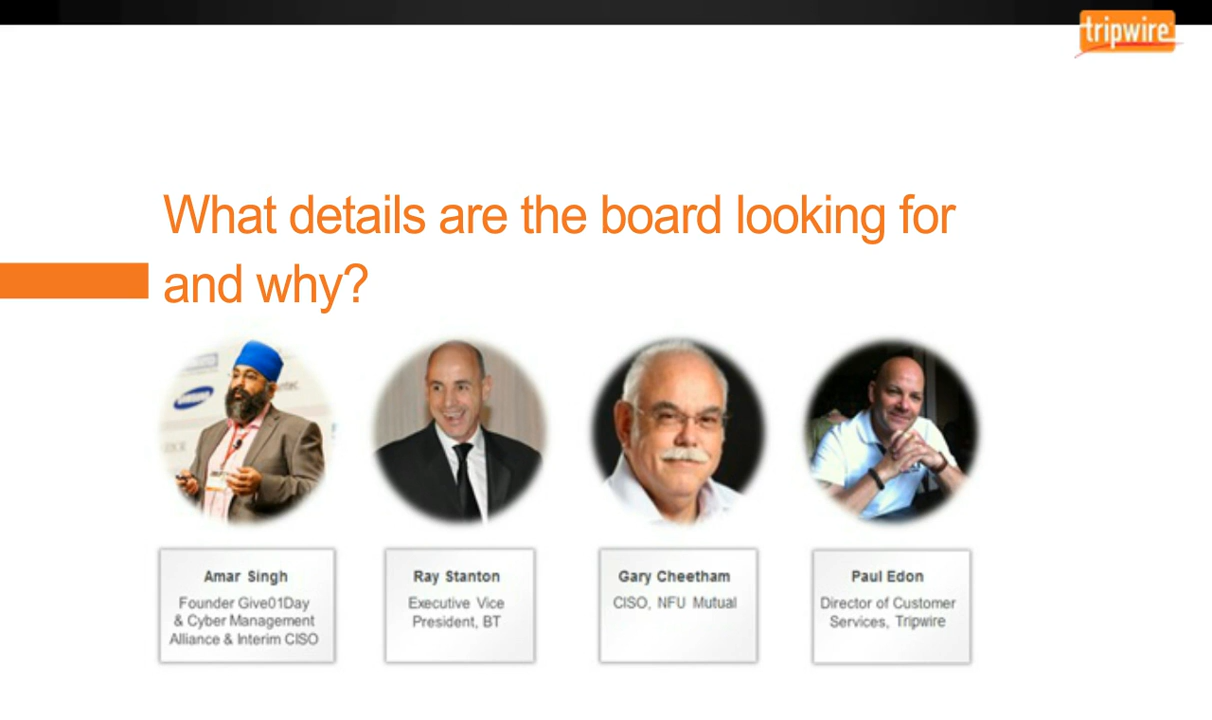 tripwire
What details are the board looking for
and why?
SAMSUNG
Amar Singh
Founder Give01Day
& Cyber Management
Alliance & Interim CISO
Ray Stanton
Executive Vice
President, BT
Gary Cheetham
CISO, NFU Mutual
Paul Edon
Director of Customer
Services, Tripwire